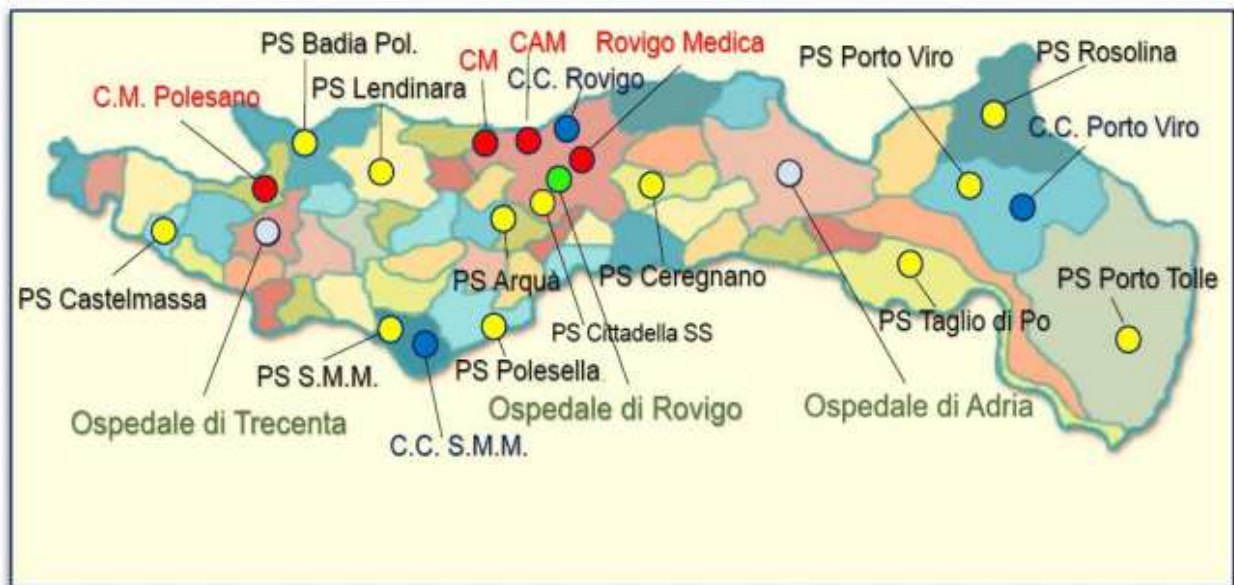 PS Badia Pol.
CAM
Rovigo Medica
CM
C.C. Rovigo
PS Porto Viro
PS Rosolina
C.M. Polesano
PS Lendinara
C.C. Porto Viro
PS Castelmassa
PS Arquà
PS Ceregnano
PS Porto Tolle
PS Cittadella SS
PS Taglio di Po
PS S.M.M.
PS Polesella
Ospedale di Trecenta
Ospedale di Rovigo
Ospedale di Adria
C.C. S.M.M.